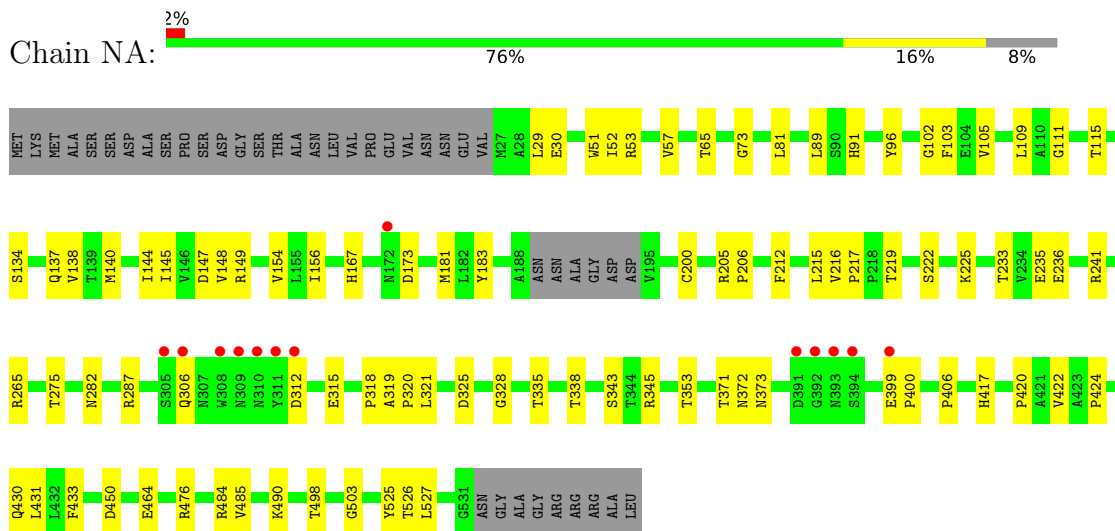 2%
Chain NA:
76% 16% 8%
MET LYS MET ALA SER SER ASP ALA SER PRO SER ASP GLY SER THR ALA ASN LEU VAL PRO GLU VAL ASN ASN GLU VAL M27 A28 L29 E30 W51 I52 R53 V57 T65 G73 L81 L89 S90 H91 Y96 G102 F103 E104 V105 L109 A110 G111 T115
S134 Q137 V138 T139 M140 I144 I145 V146 D147 V148 R149 V154 L155 I156 H167 N172 D173 M181 L182 Y183 A188 ASN ASN ALA GLY ASP ASP V195 C200 R205 P206 F212 L215 V216 P217 P218 T219 S222 K225 T233 V234 E235 E236 R241
R265 T275 N282 R287 S305 Q306 N307 W308 N309 N310 Y311 D312 E315 P318 A319 P320 L321 D325 G328 T335 T338 S343 T344 R345 T353 T371 N372 N373 D391 G392 N393 S394 E399 P400 P406 H417 P420 A421 V422 A423 P424
Q430 L431 L432 F433 D450 E464 R476 R484 V485 K490 T498 G503 Y525 T526 L527 G531 ASN GLY ALA GLY ARG ARG ARG ALA LEU